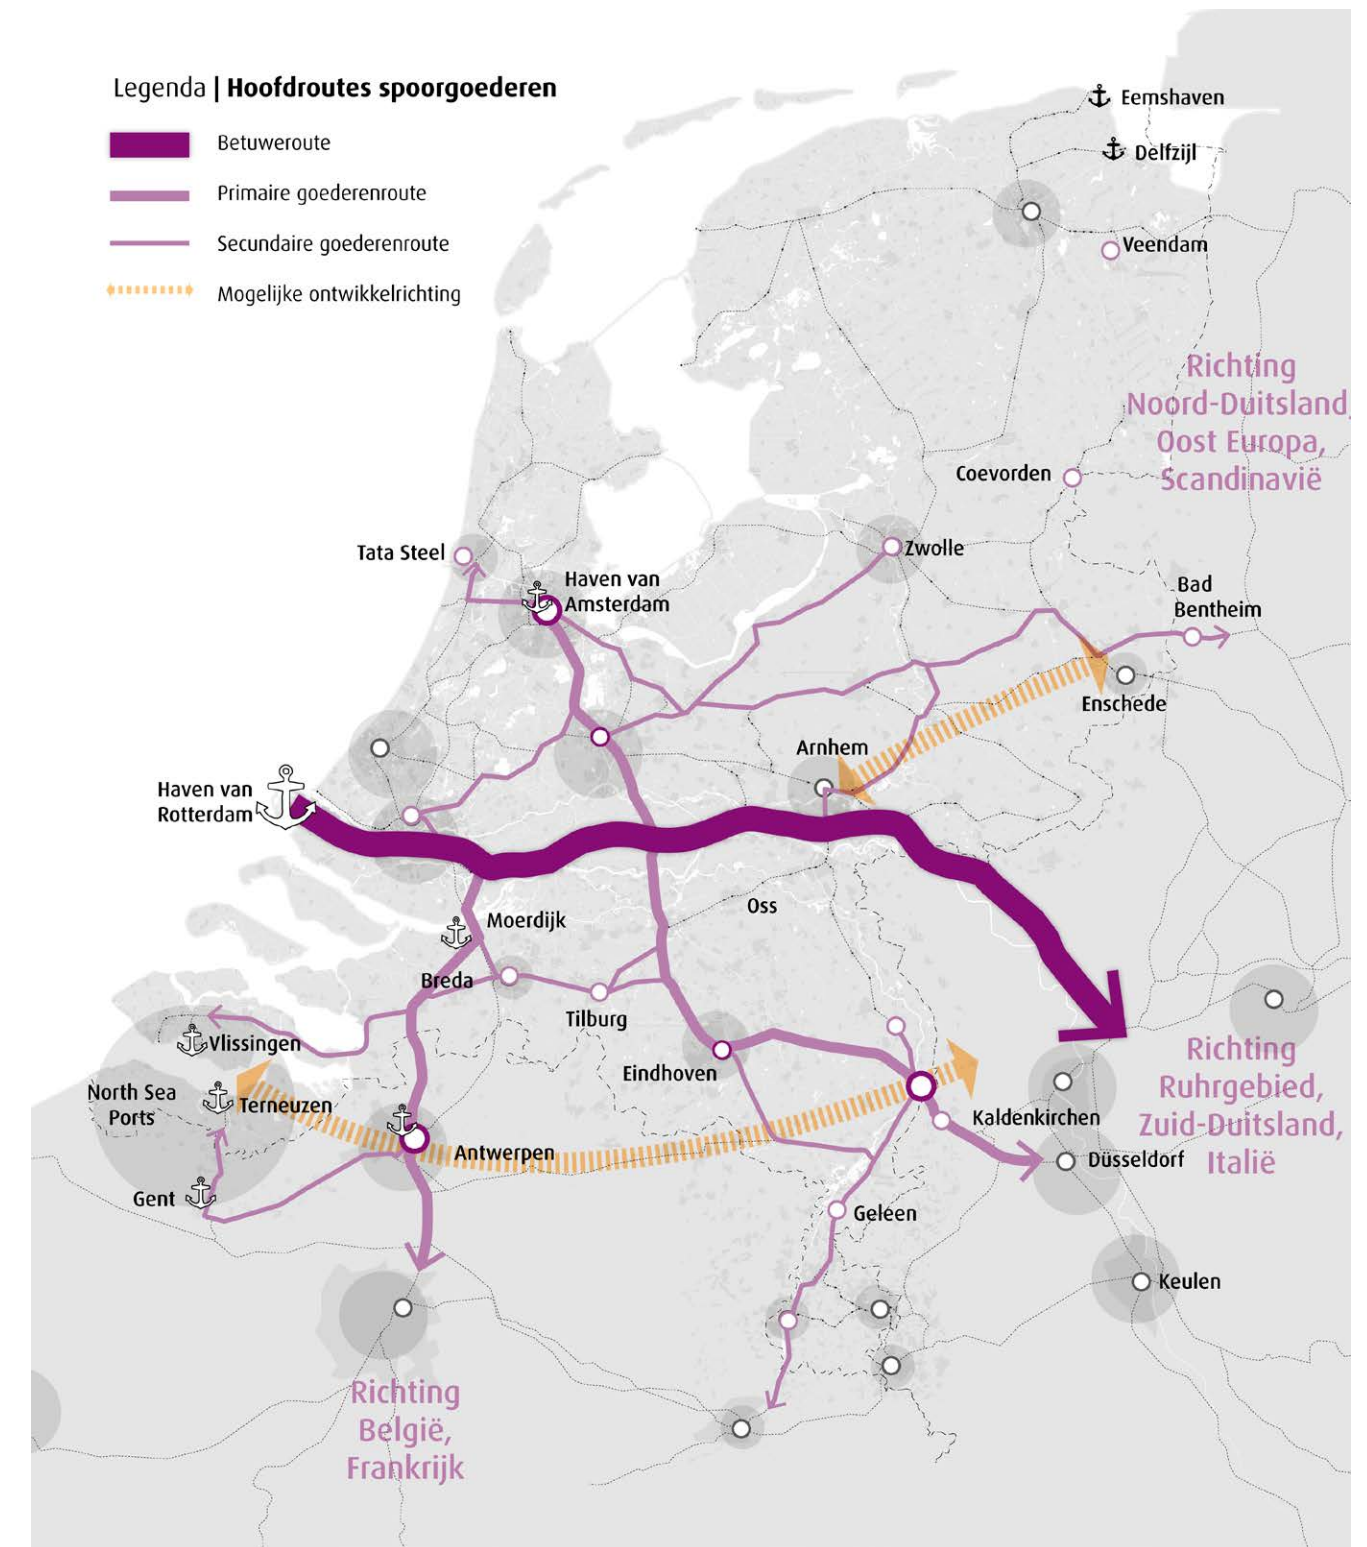 Legenda | Hoofdroutes spoorgoederen
Betuweroute
Primaire goederenroute
Secundaire goederenroute
Mogelijke ontwikkelrichting
Eemshaven
Delfzijl
Veendam
Richting
Noord-Duitsland,
Oost Europa,
Scandinavië
Coevorden
Zwolle
Tata Steel
Haven van
Amsterdam
Bad
Bentheim
Enschede
Arnhem
Haven van
Rotterdam
Oss
Moerdijk
Breda
Tilburg
Vlissingen
Eindhoven
North Sea
Ports
Terneuzen
Kaldenkirchen
Richting
Ruhrgebied,
Zuid-Duitsland,
Italië
Antwerpen
Düsseldorf
Gent
Geleen
Keulen
Richting
België,
Frankrijk